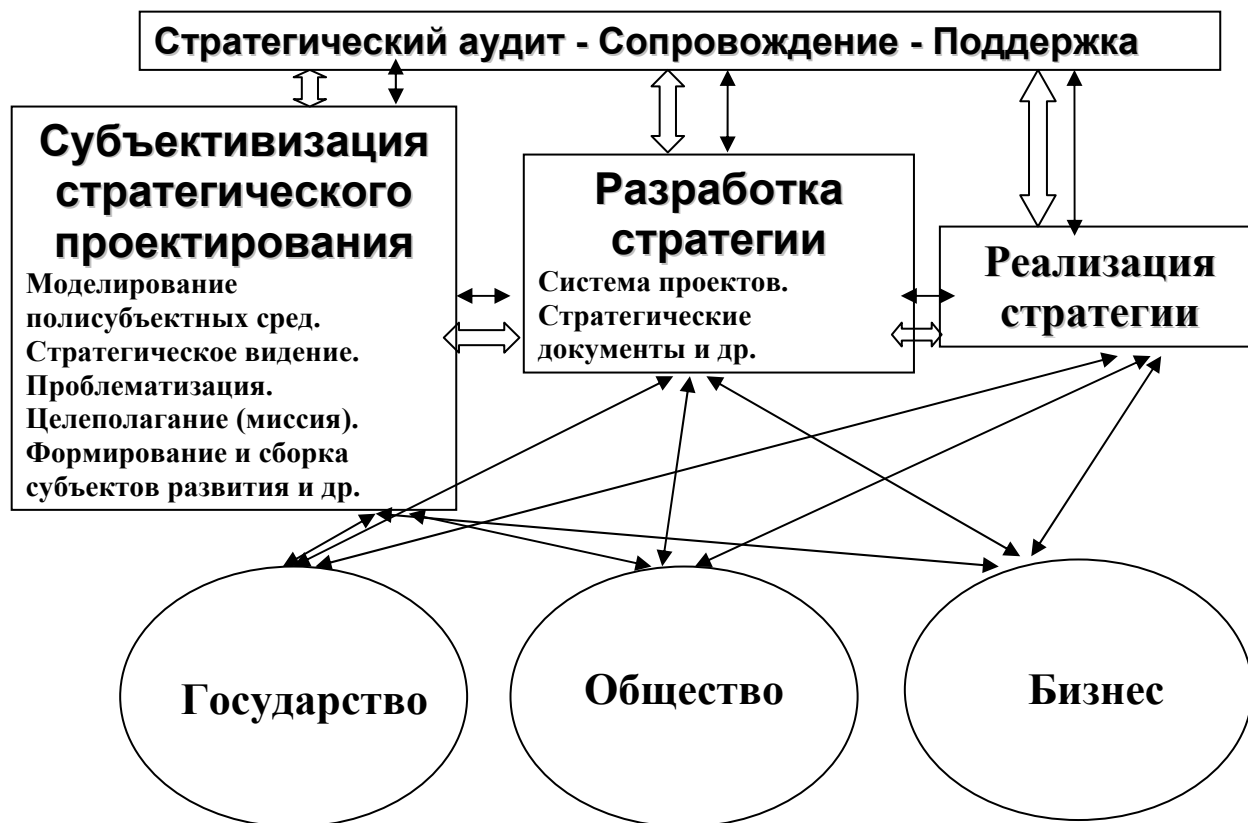 Стратегический аудит - Сопровождение - Поддержка
Субъективизация
стратегического
проектирования
Моделирование
полисубъектных сред.
Стратегическое видение.
Проблематизация.
Целеполагание (миссия).
Формирование и сборка
субъектов развития и др.
Разработка
стратегии
Система проектов.
Стратегические
документы и др.
Реализация
стратегии
Государство
Общество
Бизнес